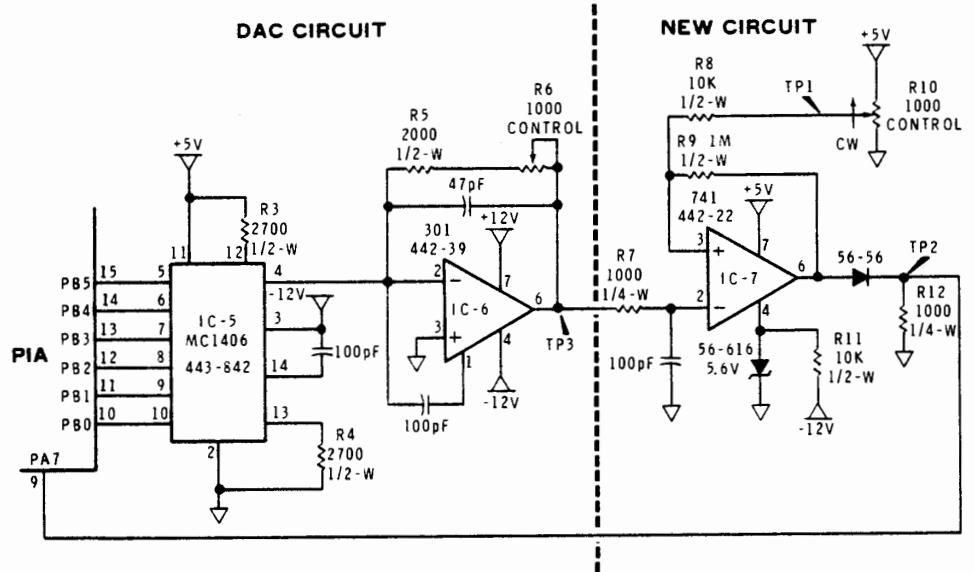 DAC CIRCUIT
NEW CIRCUIT
+5V
R8
10K
1/2-W
TP1
R10
1000
CONTROL
CW
R9 1M
1/2-W
R6
1000
CONTROL
R5
2000
1/2-W
47pF
+5V
R3
2700
1/2-W
11
12
301
442-39
+12V
7
2
−
IC-6
3
+
6
4
1
-12V
100pF
TP3
741
442-22
+5V
7
3
+
IC-7
2
−
6
4
56-56
TP2
R7
1000
1/4-W
100pF
56-616
5.6V
R11
10K
1/2-W
-12V
R12
1000
1/4-W
PIA
PB5 15 5
PB4 14 6
PB3 13 7
PB2 12 8
PB1 11 9
PB0 10 10
IC-5
MC1406
443-842
4
-12V
3
100pF
14
13
R4
2700
1/2-W
2
PA7
9